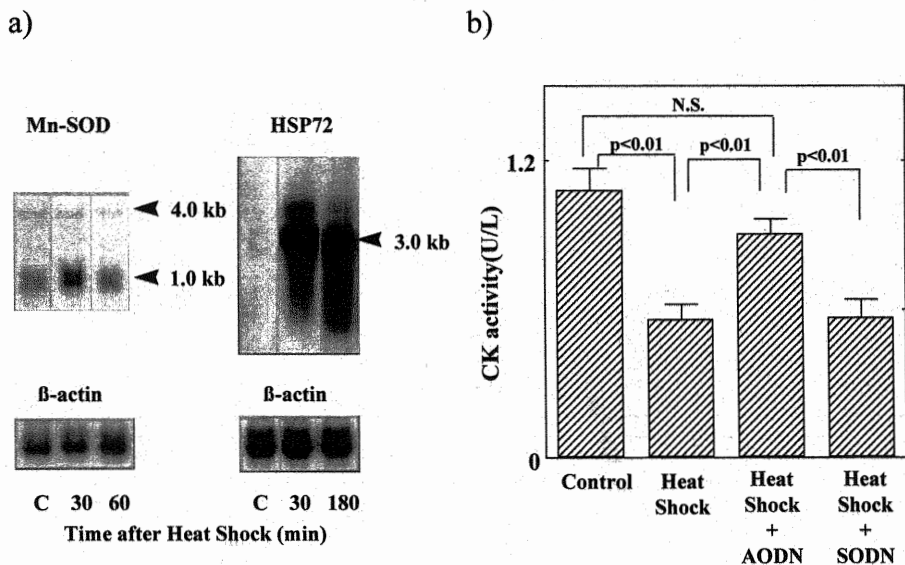 a)
Mn-SOD
HSP72
4.0 kb
1.0 kb
3.0 kb
ß-actin
ß-actin
C 30 60
C 30 180
Time after Heat Shock (min)
b)
N.S.
p<0.01
p<0.01
p<0.01
1.2
0
CK activity(U/L)
Control
Heat
Shock
Heat
Shock
+
AODN
Heat
Shock
+
SODN